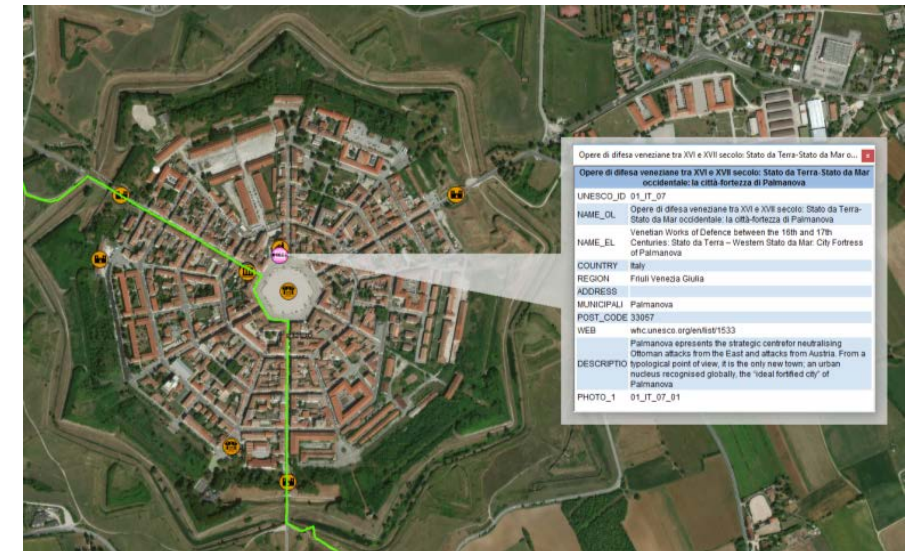 Opere di difesa veneziane tra XVI e XVII secolo: Stato da Terra-Stato da Mar o...
Opere di difesa veneziane tra XVI e XVII secolo: Stato da Terra-Stato da Mar
occidentale: la città-fortezza di Palmanova
UNESCO_ID 01_IT_07
NAME_OL Opere di difesa veneziane tra XVI e XVII secolo: Stato da Terra-
Stato da Mar occidentale: la città-fortezza di Palmanova
NAME_EL Venetian Works of Defence between the 16th and 17th
Centuries: Stato da Terra – Western Stato da Mar. City Fortress
of Palmanova
COUNTRY Italy
REGION Friuli Venezia Giulia
ADDRESS
MUNICIPALI Palmanova
POST_CODE 33057
WEB whc.unesco.org/en/list/1533
DESCRIPTIO Palmanova epresents the strategic centrefor neutralising
Ottoman attacks from the East and attacks from Austria. From a
typological point of view, it is the only new town; an urban
nucleus recognised globally, the "ideal fortified city" of
Palmanova
PHOTO_1 01_IT_07_01